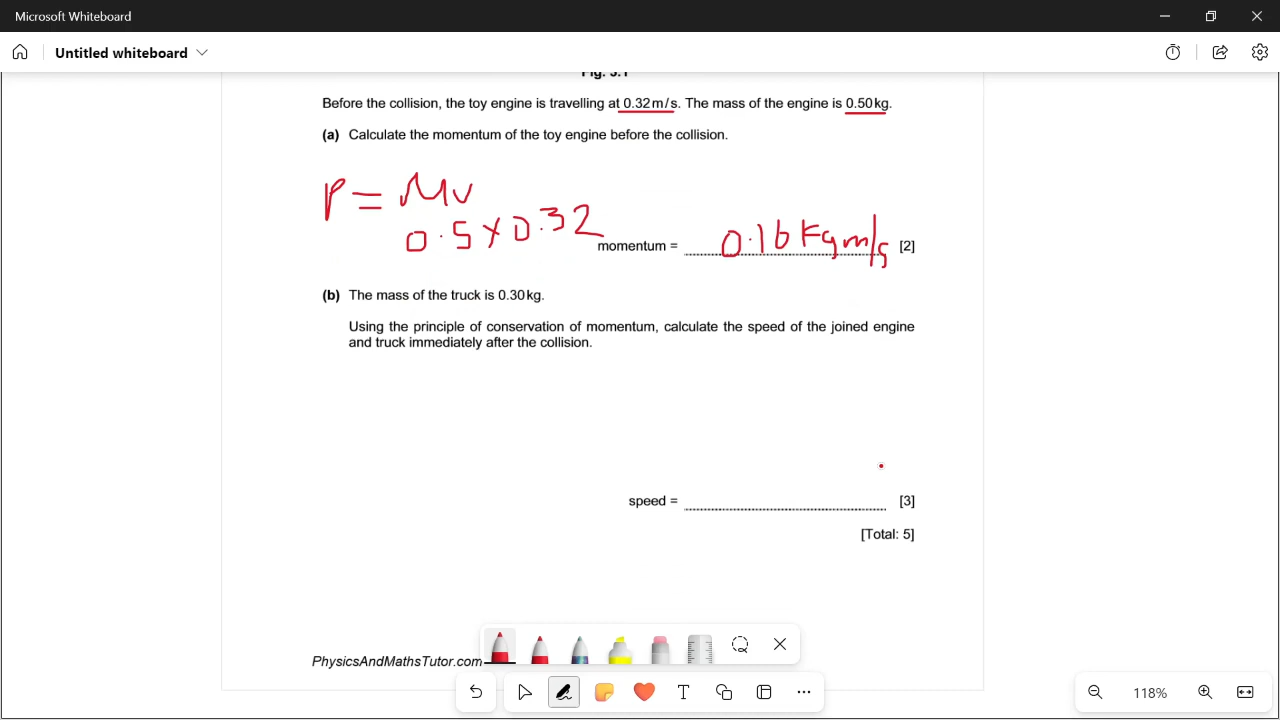 Microsoft Whiteboard
Untitled whiteboard
Before the collision, the toy engine is travelling at 0.32 m/s. The mass of the engine is 0.50 kg.
(a) Calculate the momentum of the toy engine before the collision.
P = Mv
0.5 x 0.32
momentum = 0.16 Kgm/s [2]
(b) The mass of the truck is 0.30 kg.
Using the principle of conservation of momentum, calculate the speed of the joined engine
and truck immediately after the collision.
speed = [3]
[Total: 5]
PhysicsAndMathsTutor.com
118%